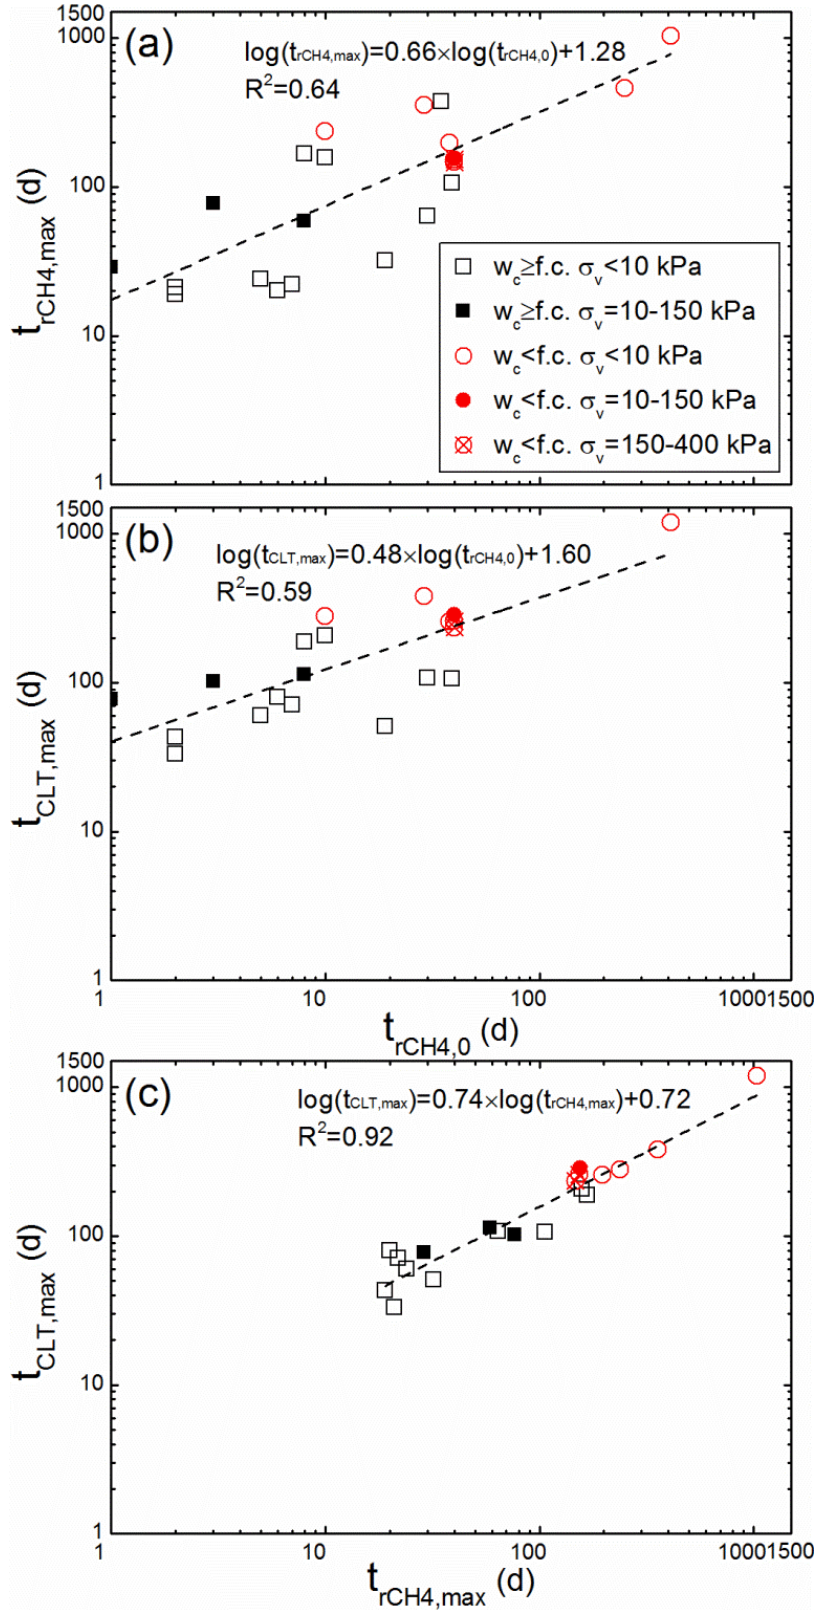 (a)
log(trCH4,max)=0.66×log(trCH4,0)+1.28
R²=0.64
1000
100
10
1
trCH4,max (d)
wc≥f.c. σv<10 kPa
wc≥f.c. σv=10-150 kPa
wc<f.c. σv<10 kPa
wc<f.c. σv=10-150 kPa
wc<f.c. σv=150-400 kPa
(b)
log(tCLT,max)=0.48×log(trCH4,0)+1.60
R²=0.59
1500
1000
100
10
1
tCLT,max (d)
1 10 100 1000 1500
trCH4,0 (d)
(c)
log(tCLT,max)=0.74×log(trCH4,max)+0.72
R²=0.92
1500
1000
100
10
1
tCLT,max (d)
1 10 100 1000 1500
trCH4,max (d)